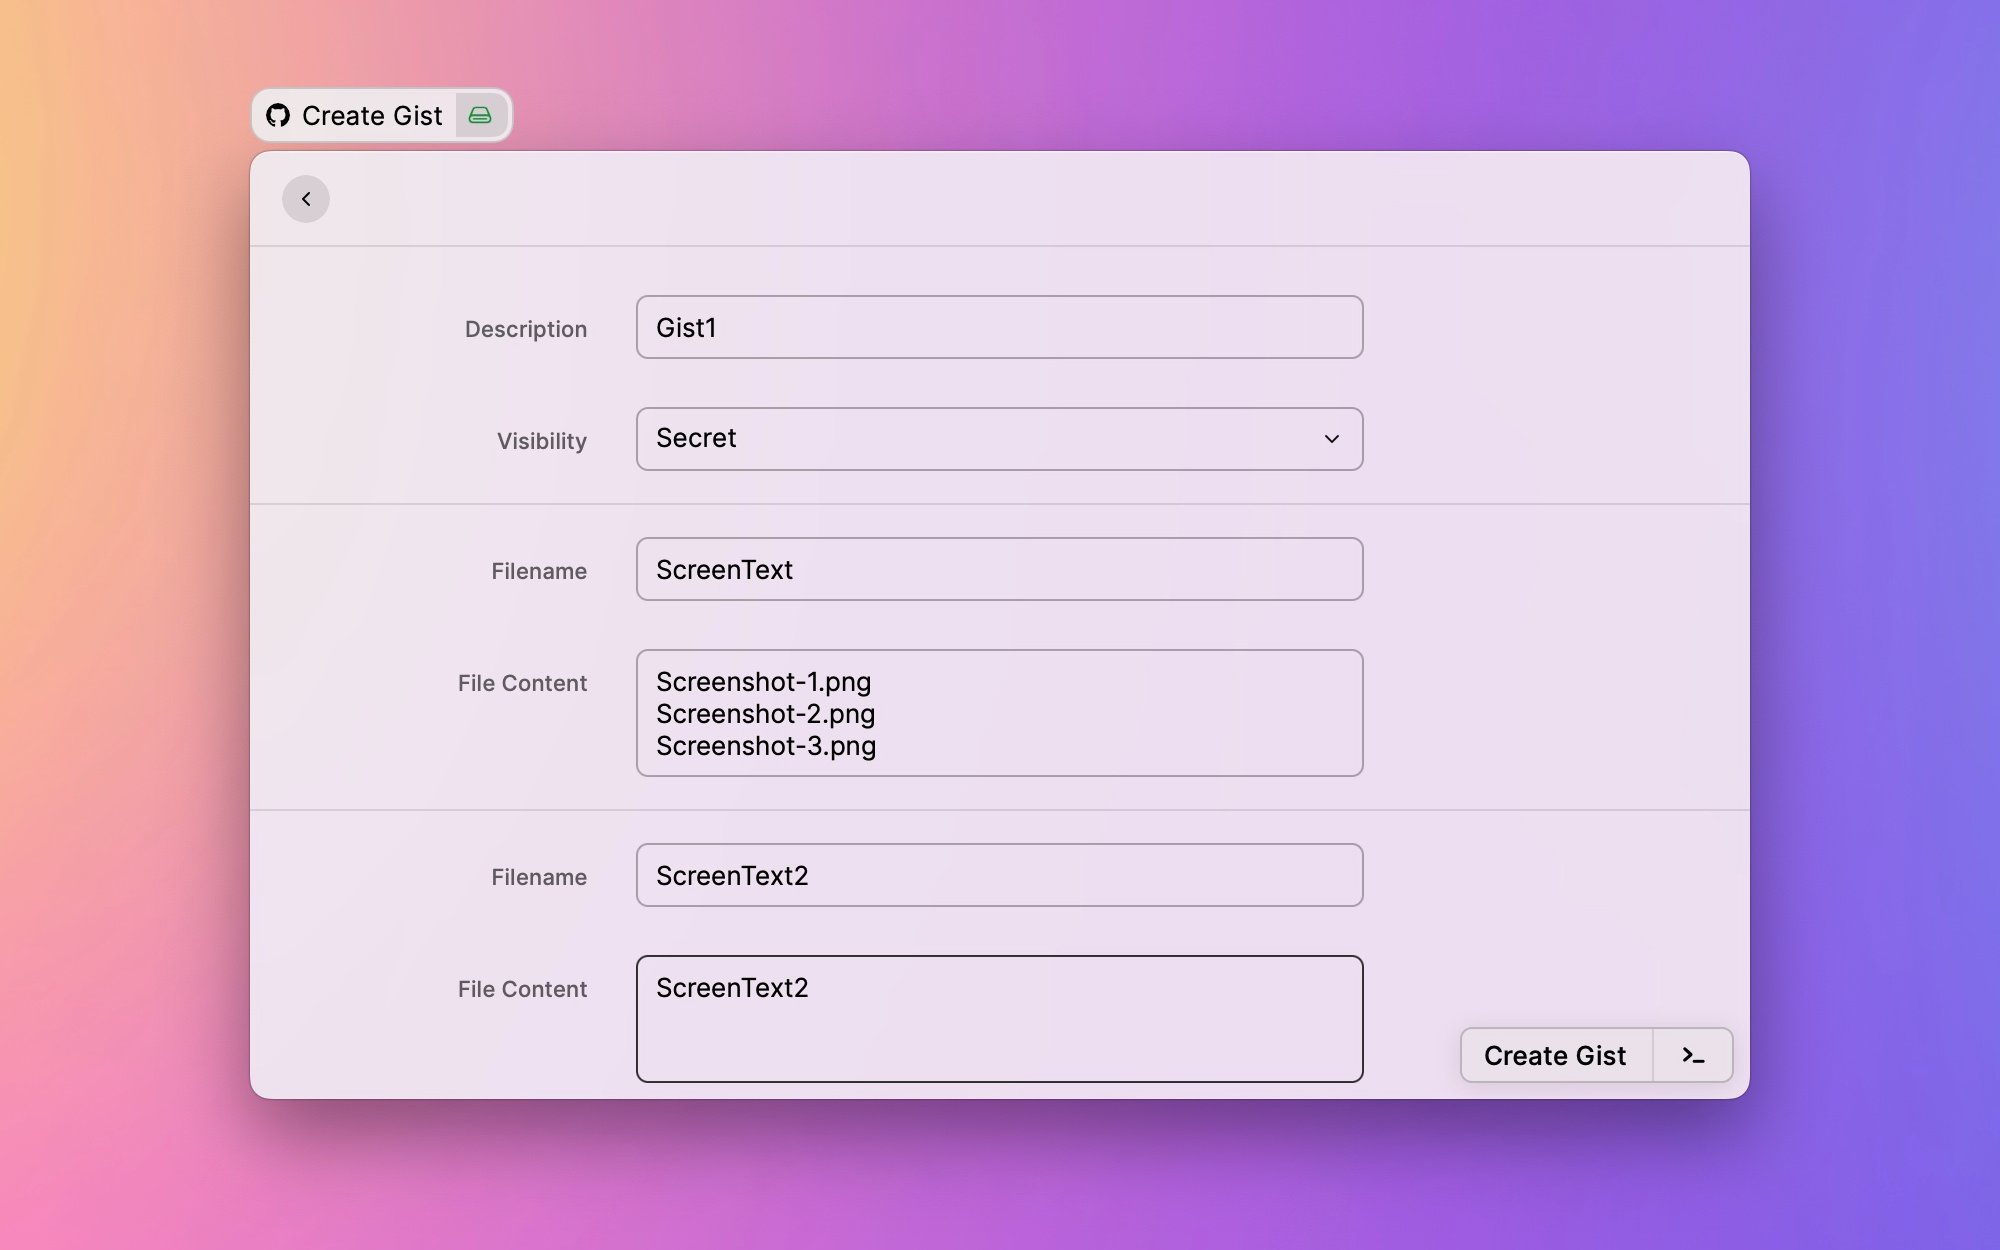 Create Gist
Description
Gist1
Visibility
Secret
Filename
ScreenText
File Content
Screenshot-1.png
Screenshot-2.png
Screenshot-3.png
Filename
ScreenText2
File Content
ScreenText2
Create Gist